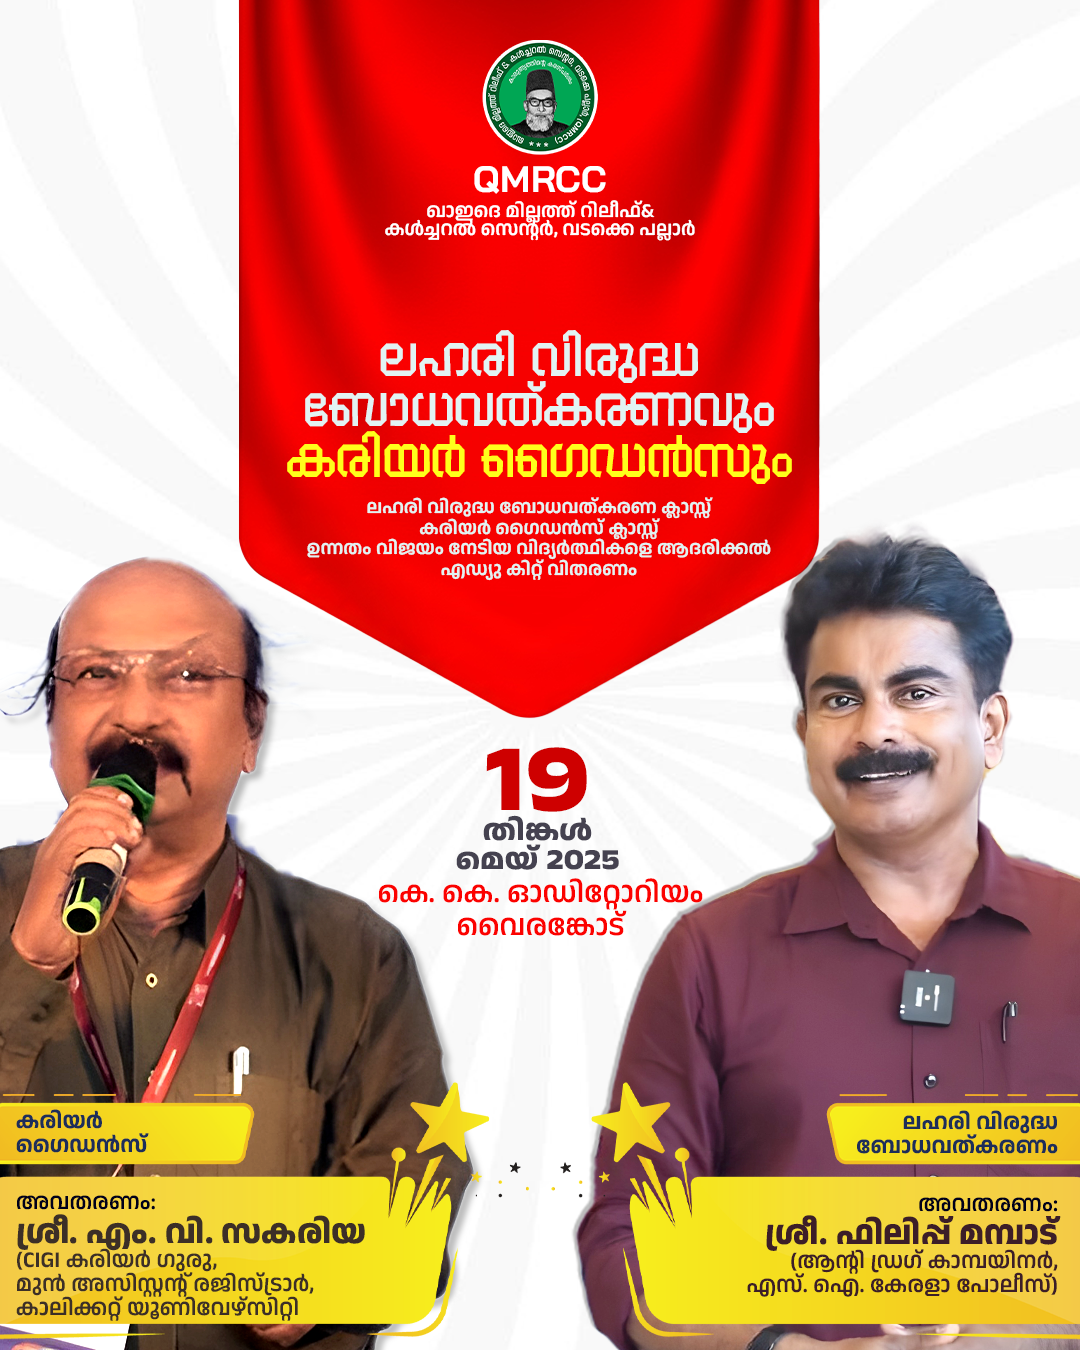 QMRCC
ഖാഇദെ മില്ലത്ത് റിലീഫ്&
കൾച്ചറൽ സെന്റർ, വടക്കെ പല്ലാർ
ലഹരി വിരുദ്ധ
ബോധവത്കരണവും
കരിയർ ഗൈഡൻസും
ലഹരി വിരുദ്ധ ബോധവത്കരണ ക്ലാസ്സ്
കരിയർ ഗൈഡൻസ് ക്ലാസ്സ്
ഉന്നതം വിജയം നേടിയ വിദ്യർത്ഥികളെ ആദരിക്കൽ
എഡ്യു കിറ്റ് വിതരണം
19
തിങ്കൾ
മെയ് 2025
കെ. കെ. ഓഡിറ്റോറിയം
വൈരങ്കോട്
കരിയർ
ഗൈഡൻസ്
അവതരണം:
ശ്രീ. എം. വി. സകരിയ
(CIGI കരിയർ ഗുരു,
മുൻ അസിസ്റ്റന്റ് രജിസ്ട്രാർ,
കാലിക്കറ്റ് യൂണിവേഴ്സിറ്റി
ലഹരി വിരുദ്ധ
ബോധവത്കരണം
അവതരണം:
ശ്രീ. ഫിലിപ്പ് മമ്പാട്
(ആന്റി ഡ്രഗ് കാമ്പയിനർ,
എസ്. ഐ. കേരളാ പോലീസ്)